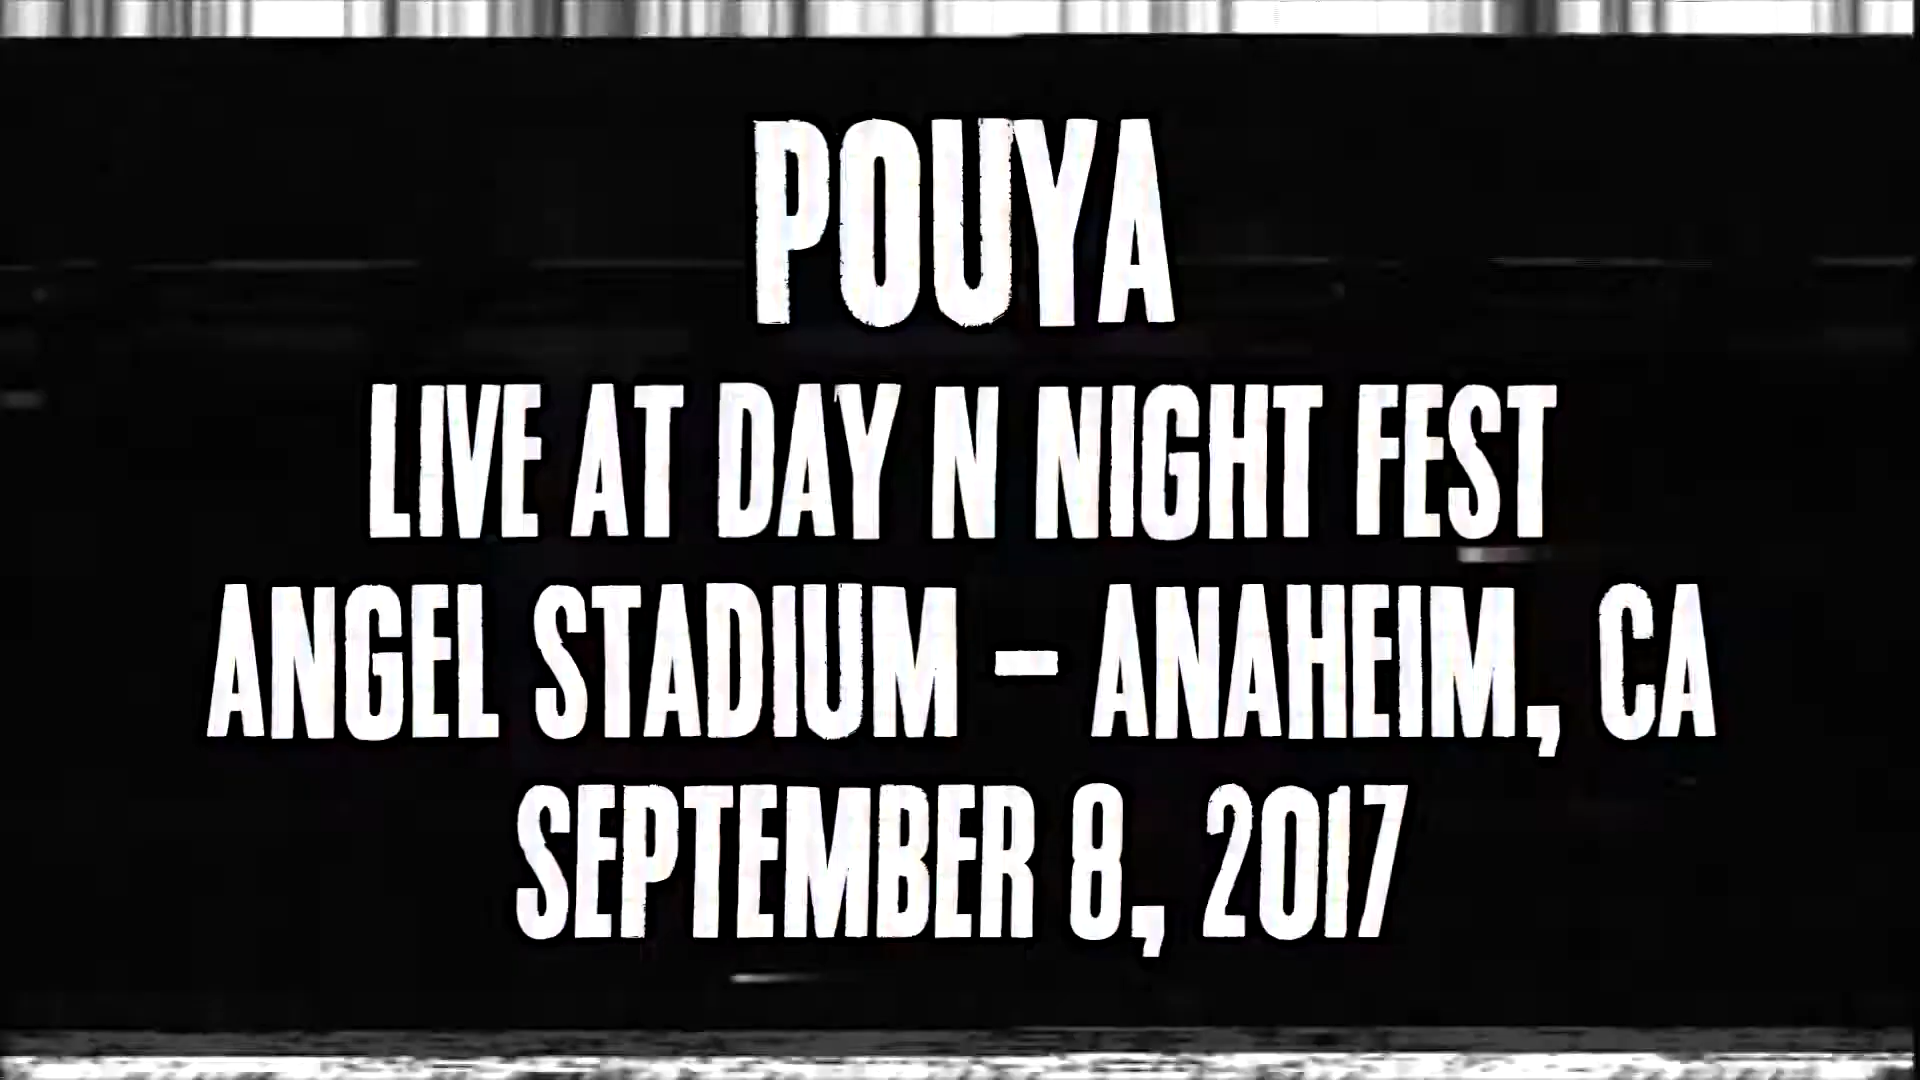 POUYA
LIVE AT DAY N NIGHT FEST
ANGEL STADIUM - ANAHEIM, CA
SEPTEMBER 8, 2017